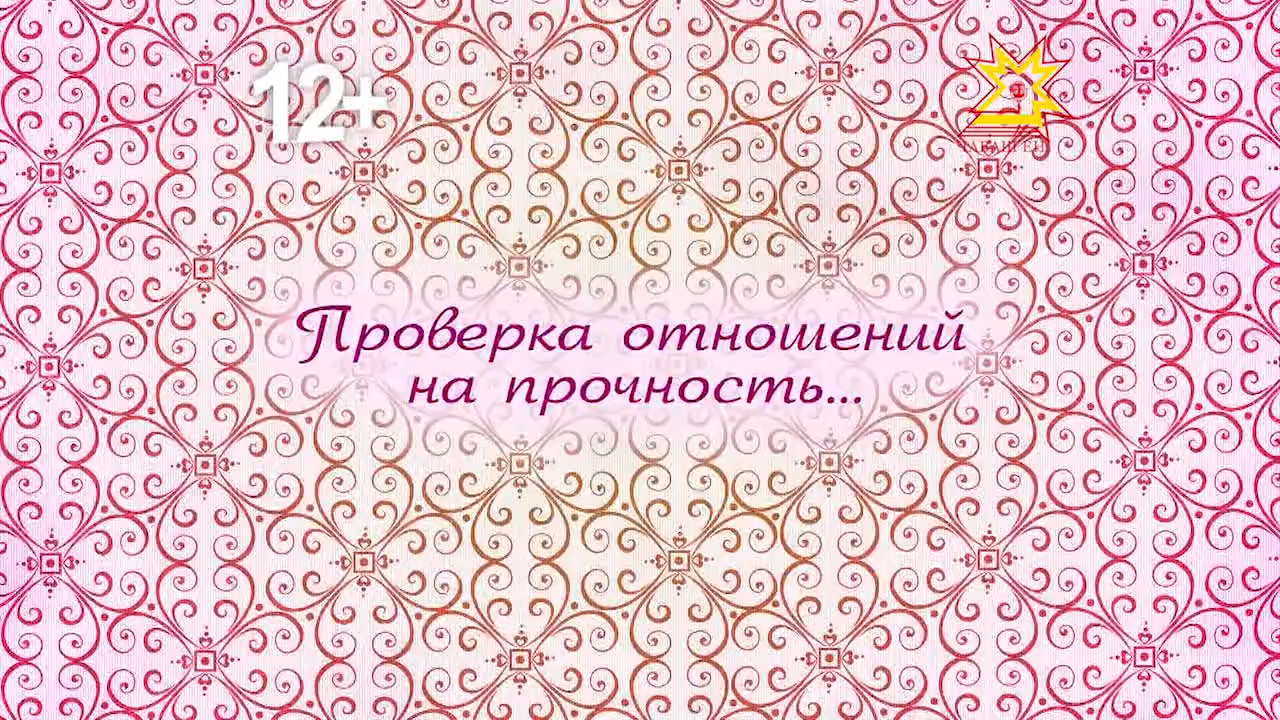 12+
Проверка отношений
на прочность...